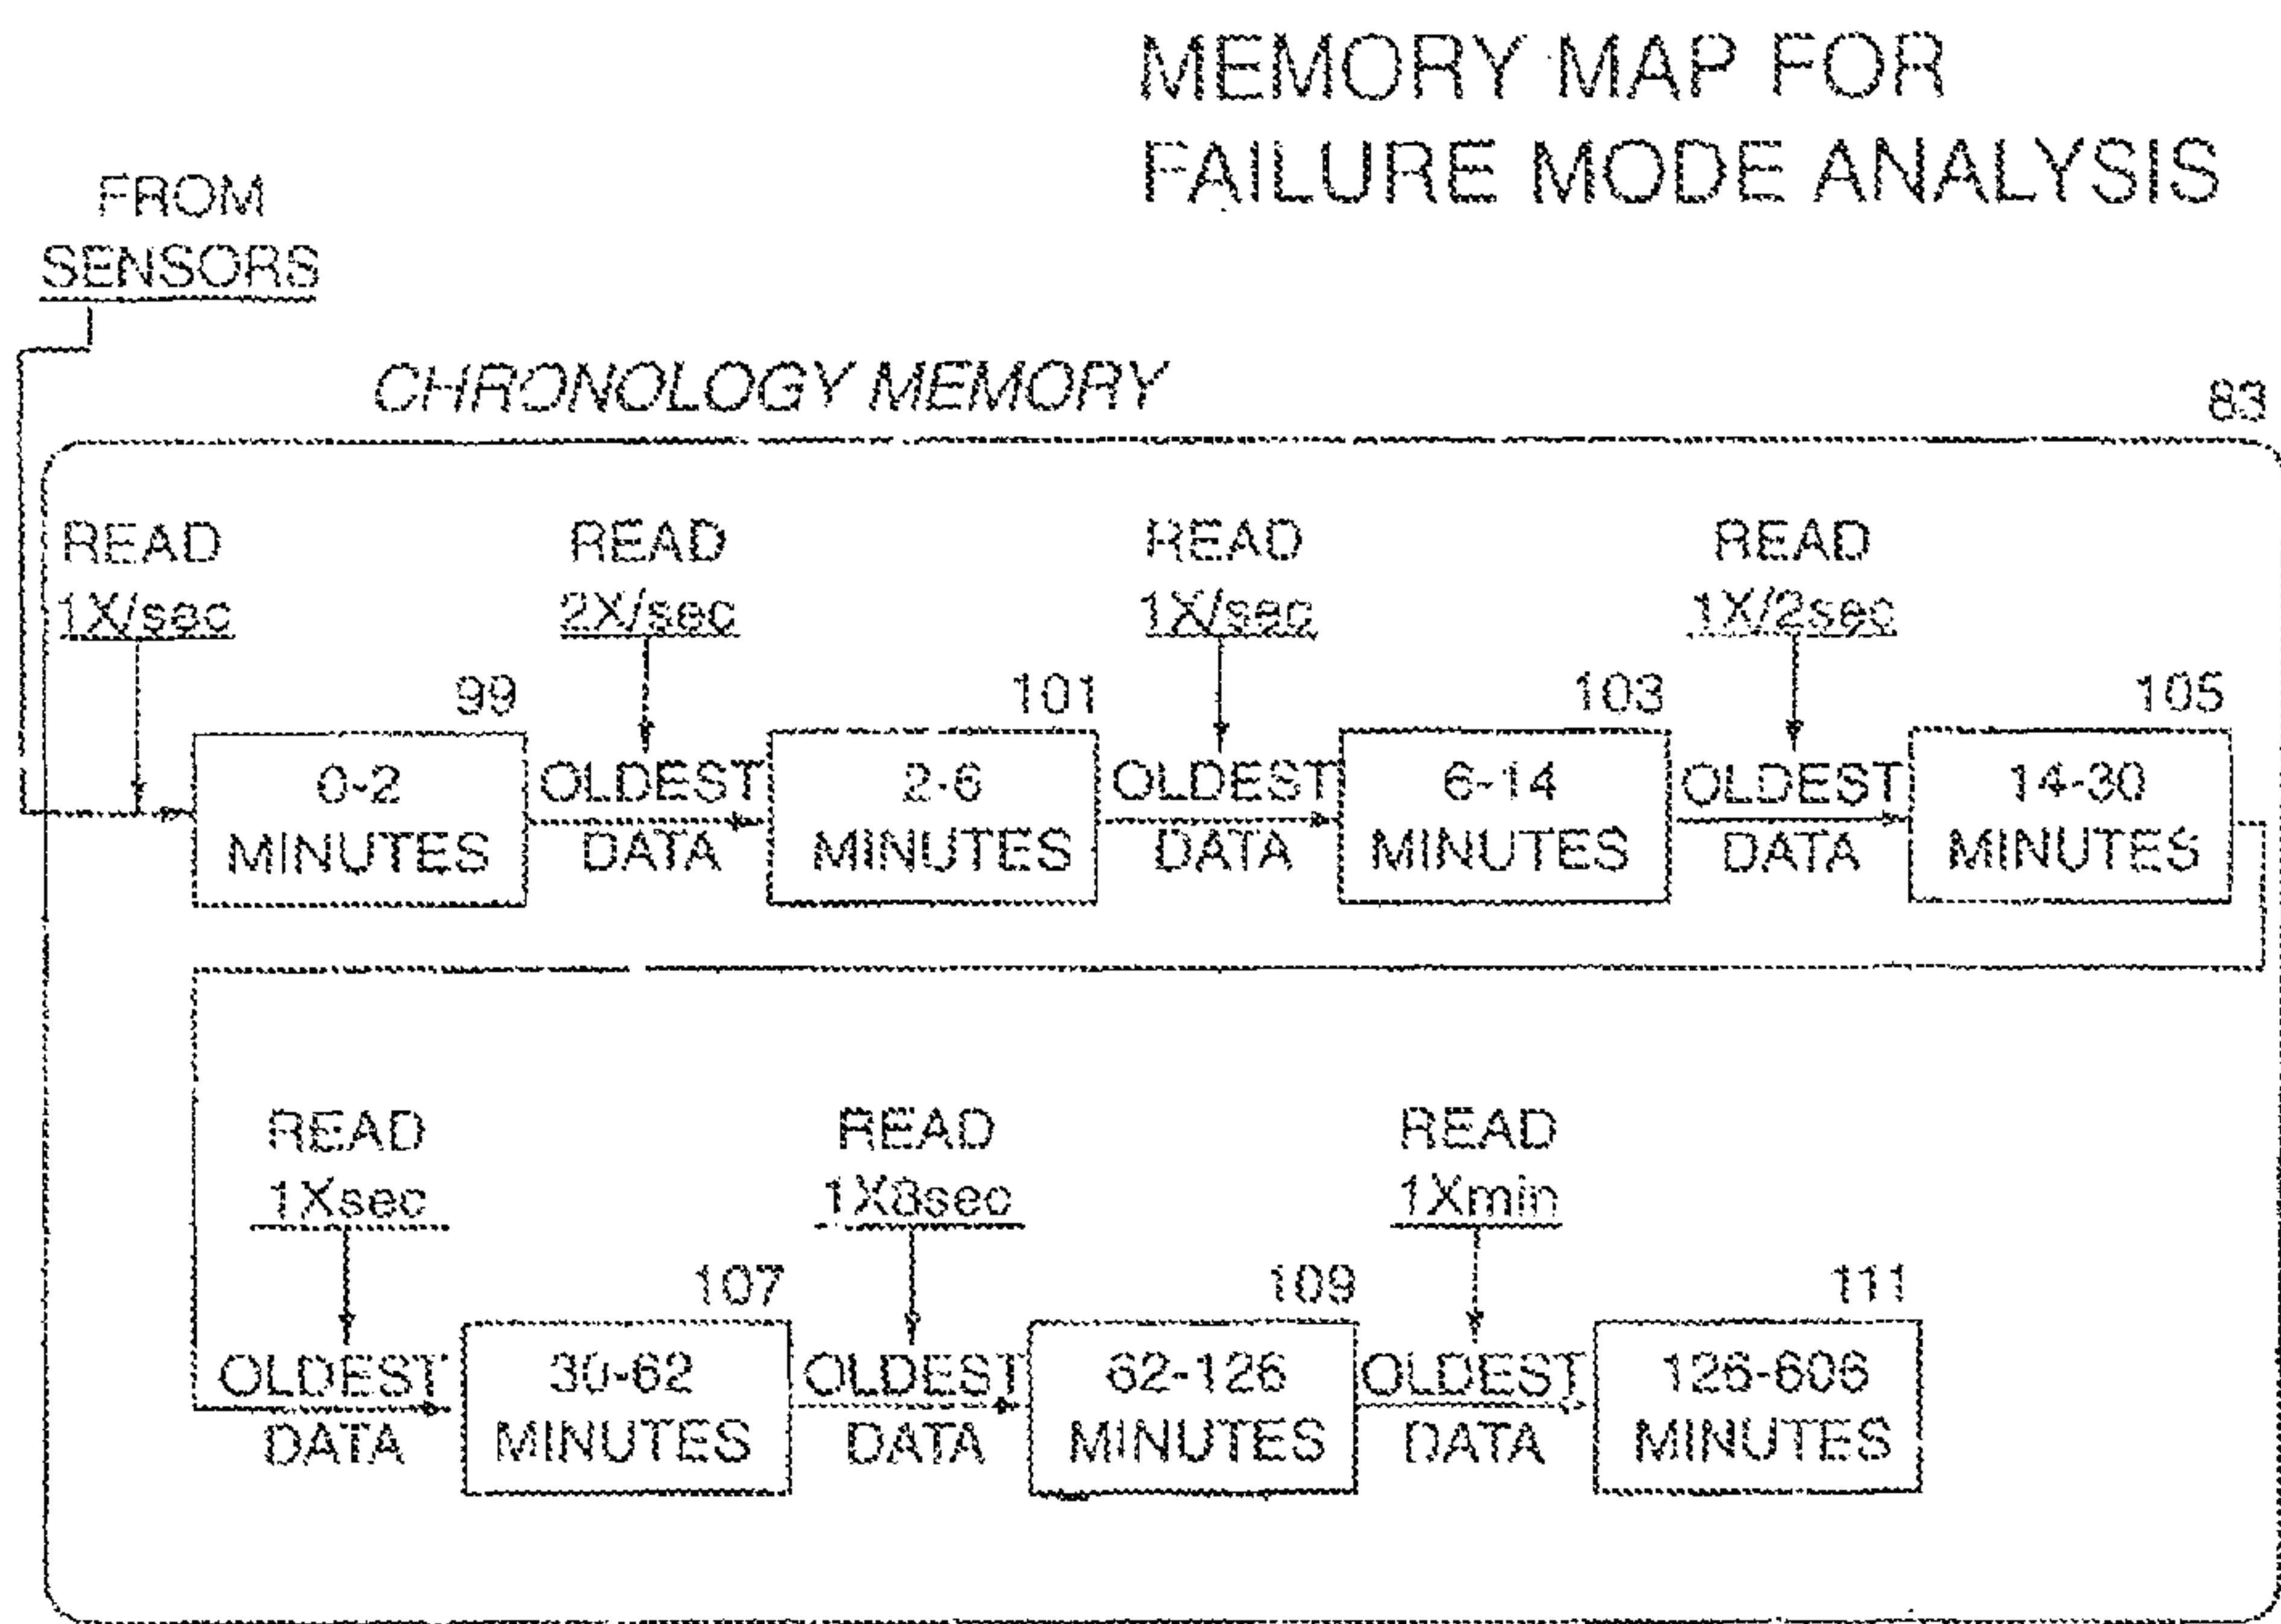 MEMORY MAP FOR
FAILURE MODE ANALYSIS
FROM
SENSORS
CHRONOLOGY MEMORY
83
READ
1X/sec
READ
2X/sec
READ
1X/sec
READ
1X/2sec
99
101
103
105
0-2
MINUTES
OLDEST
DATA
2-6
MINUTES
OLDEST
DATA
6-14
MINUTES
OLDEST
DATA
14-30
MINUTES
READ
1Xsec
READ
1X8sec
READ
1Xmin
107
109
111
OLDEST
DATA
30-62
MINUTES
OLDEST
DATA
62-126
MINUTES
OLDEST
DATA
126-606
MINUTES